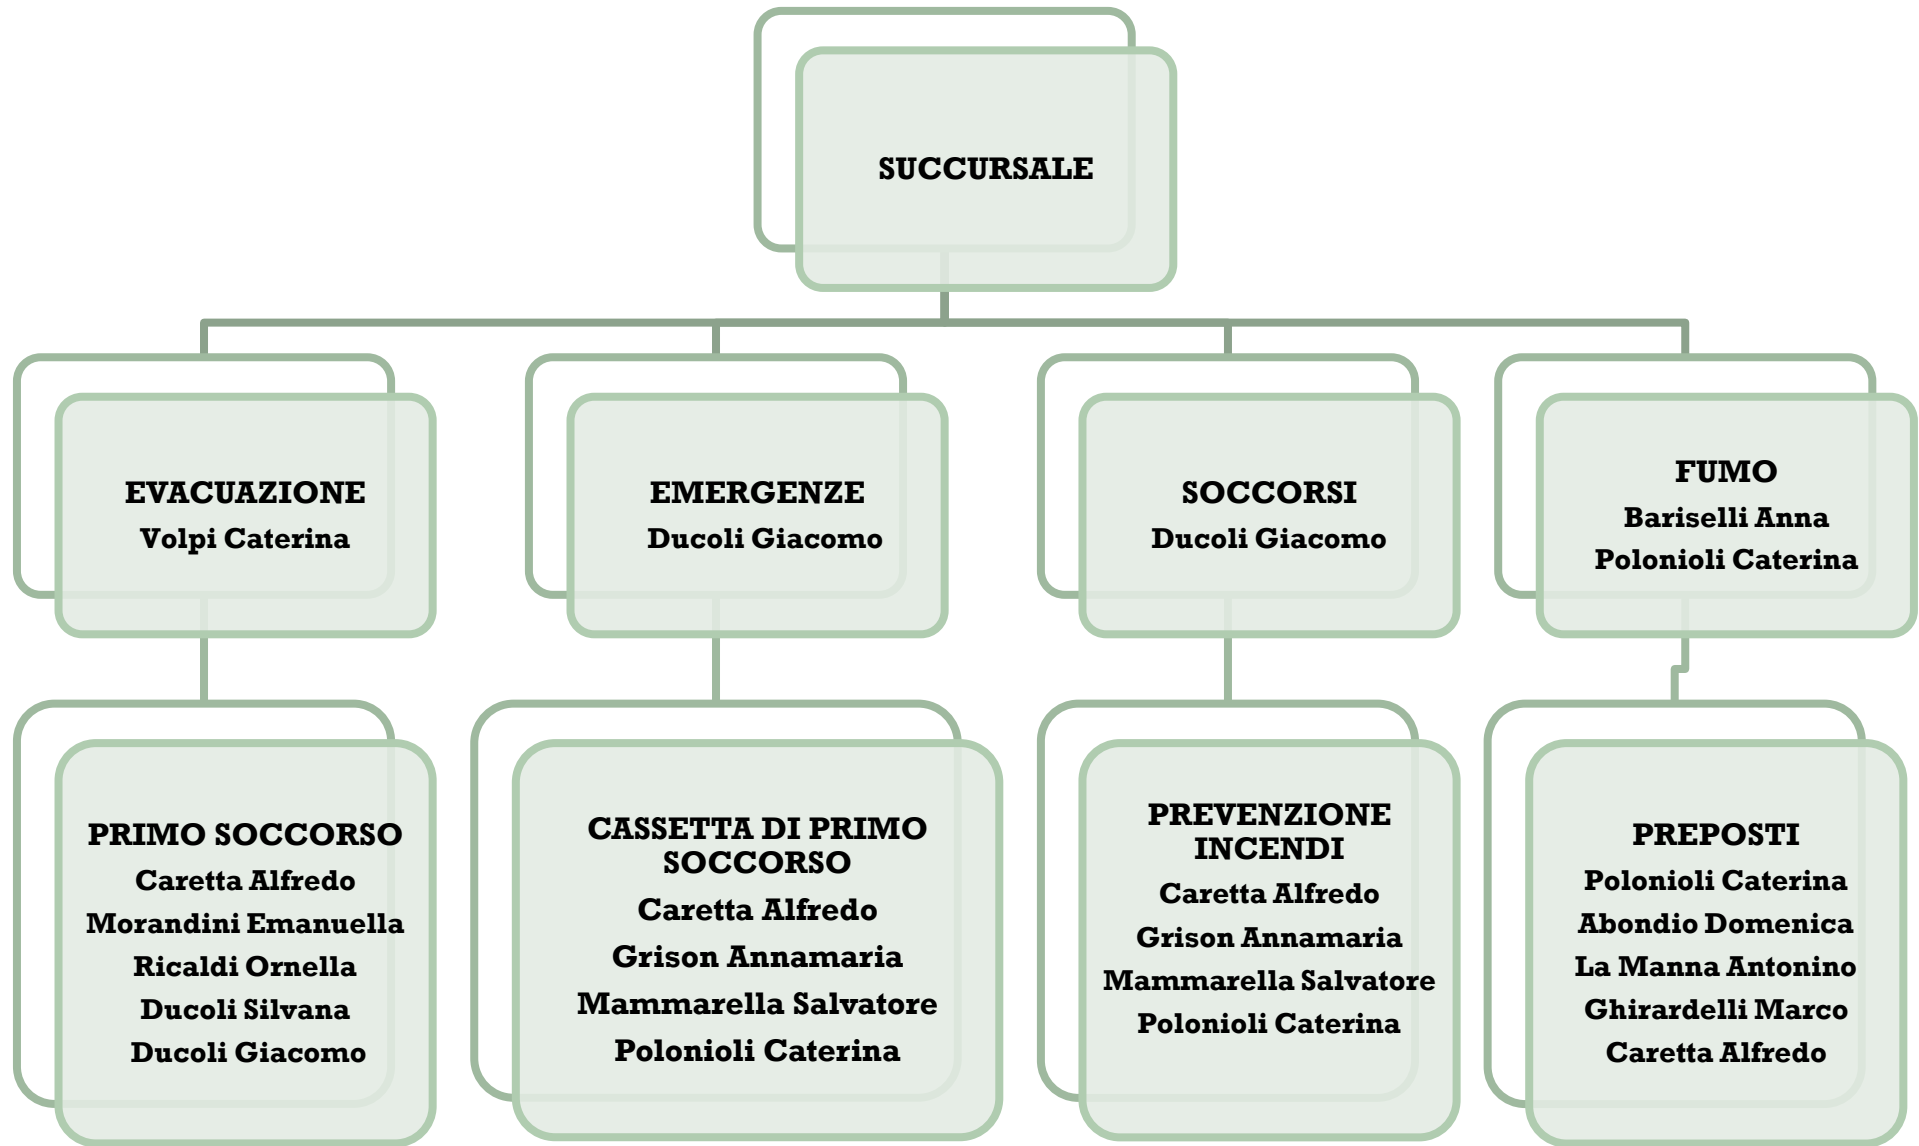 SUCCURSALE
EVACUAZIONE
Volpi Caterina
EMERGENZE
Ducoli Giacomo
SOCCORSI
Ducoli Giacomo
FUMO
Bariselli Anna
Polonioli Caterina
PRIMO SOCCORSO
Caretta Alfredo
Morandini Emanuella
Ricaldi Ornella
Ducoli Silvana
Ducoli Giacomo
CASSETTA DI PRIMO
SOCCORSO
Caretta Alfredo
Grison Annamaria
Mammarella Salvatore
Polonioli Caterina
PREVENZIONE
INCENDI
Caretta Alfredo
Grison Annamaria
Mammarella Salvatore
Polonioli Caterina
PREPOSTI
Polonioli Caterina
Abondio Domenica
La Manna Antonino
Ghirardelli Marco
Caretta Alfredo